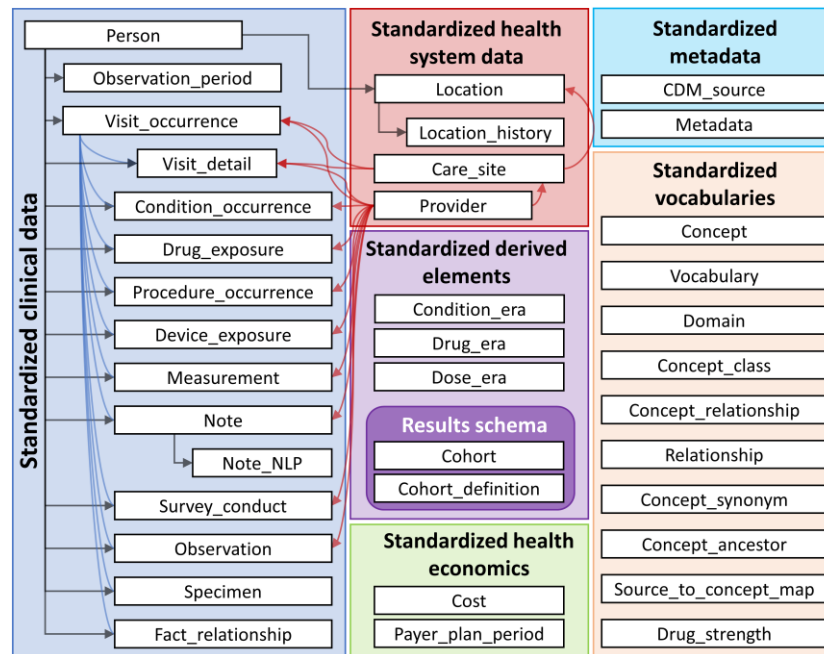 Standardized clinical data
Person
Observation_period
Visit_occurrence
Visit_detail
Condition_occurrence
Drug_exposure
Procedure_occurrence
Device_exposure
Measurement
Note
Note_NLP
Survey_conduct
Observation
Specimen
Fact_relationship
Standardized health
system data
Location
Location_history
Care_site
Provider
Standardized derived
elements
Condition_era
Drug_era
Dose_era
Results schema
Cohort
Cohort_definition
Standardized health
economics
Cost
Payer_plan_period
Standardized
metadata
CDM_source
Metadata
Standardized
vocabularies
Concept
Vocabulary
Domain
Concept_class
Concept_relationship
Relationship
Concept_synonym
Concept_ancestor
Source_to_concept_map
Drug_strength